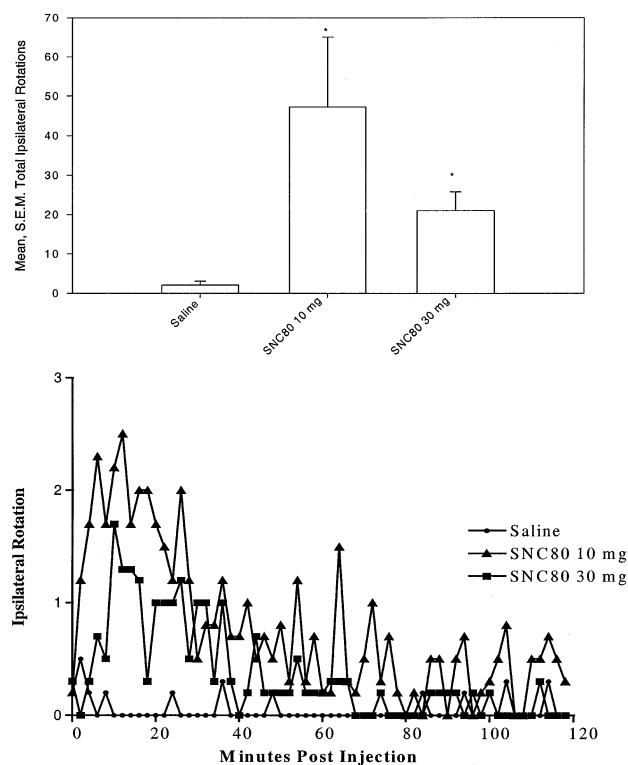 Mean, S.E.M. Total Ipsilateral Rotations
70
60
50
40
30
20
10
0
*
*
Saline
SNC80 10 mg
SNC80 30 mg
Ipsilateral Rotation
3
2
1
0
0 20 40 60 80 100 120
Minutes Post Injection
Saline
SNC80 10 mg
SNC80 30 mg